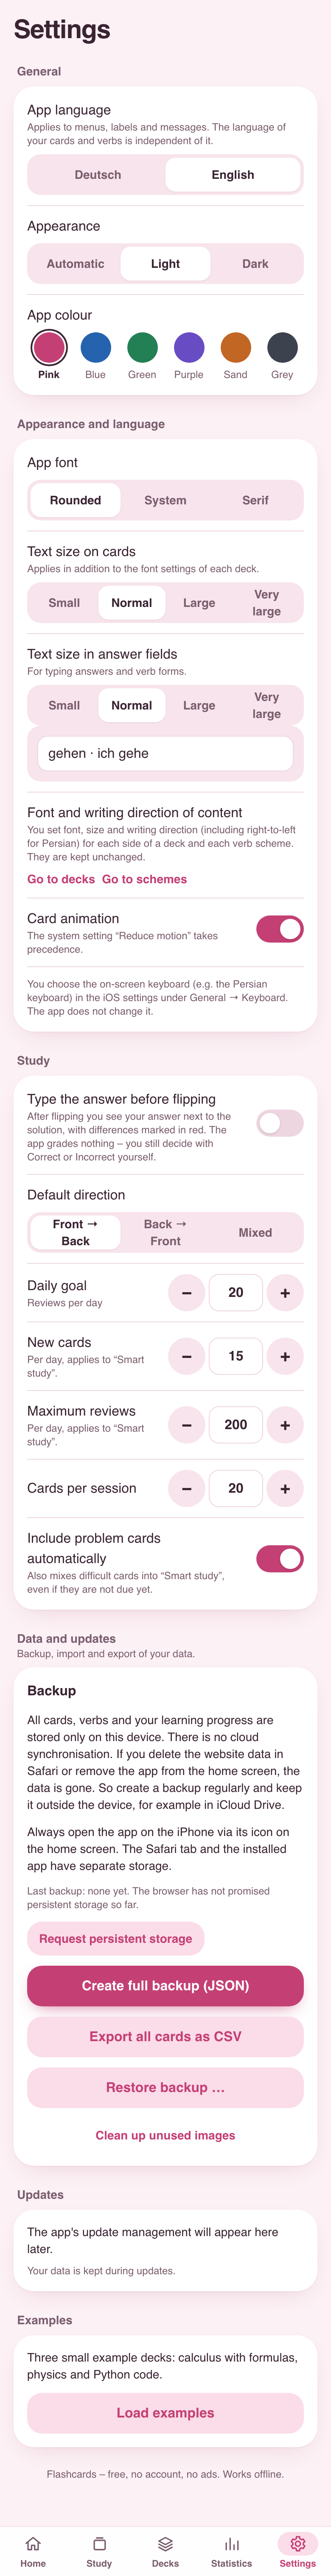 Settings
General
App language
Applies to menus, labels and messages. The language of
your cards and verbs is independent of it.
Deutsch English
Appearance
Automatic Light Dark
App colour
Pink Blue Green Purple Sand Grey
Appearance and language
App font
Rounded System Serif
Text size on cards
Applies in addition to the font settings of each deck.
Small Normal Large Very
large
Text size in answer fields
For typing answers and verb forms.
Small Normal Large Very
large
gehen · ich gehe
Font and writing direction of content
You set font, size and writing direction (including right-to-left
for Persian) for each side of a deck and each verb scheme.
They are kept unchanged.
Go to decks Go to schemes
Card animation
The system setting “Reduce motion” takes
precedence.
You choose the on-screen keyboard (e.g. the Persian
keyboard) in the iOS settings under General → Keyboard.
The app does not change it.
Study
Type the answer before flipping
After flipping you see your answer next to the
solution, with differences marked in red. The
app grades nothing – you still decide with
Correct or Incorrect yourself.
Default direction
Front → Back → Mixed
Back Front
Daily goal
Reviews per day
− 20 +
New cards
Per day, applies to “Smart
study”.
− 15 +
Maximum reviews
Per day, applies to “Smart
study”.
− 200 +
Cards per session
− 20 +
Include problem cards
automatically
Also mixes difficult cards into “Smart study”,
even if they are not due yet.
Data and updates
Backup, import and export of your data.
Backup
All cards, verbs and your learning progress are
stored only on this device. There is no cloud
synchronisation. If you delete the website data in
Safari or remove the app from the home screen, the
data is gone. So create a backup regularly and keep
it outside the device, for example in iCloud Drive.
Always open the app on the iPhone via its icon on
the home screen. The Safari tab and the installed
app have separate storage.
Last backup: none yet. The browser has not promised
persistent storage so far.
Request persistent storage
Create full backup (JSON)
Export all cards as CSV
Restore backup …
Clean up unused images
Updates
The app's update management will appear here
later.
Your data is kept during updates.
Examples
Three small example decks: calculus with formulas,
physics and Python code.
Load examples
Flashcards – free, no account, no ads. Works offline.
Home Study Decks Statistics Settings